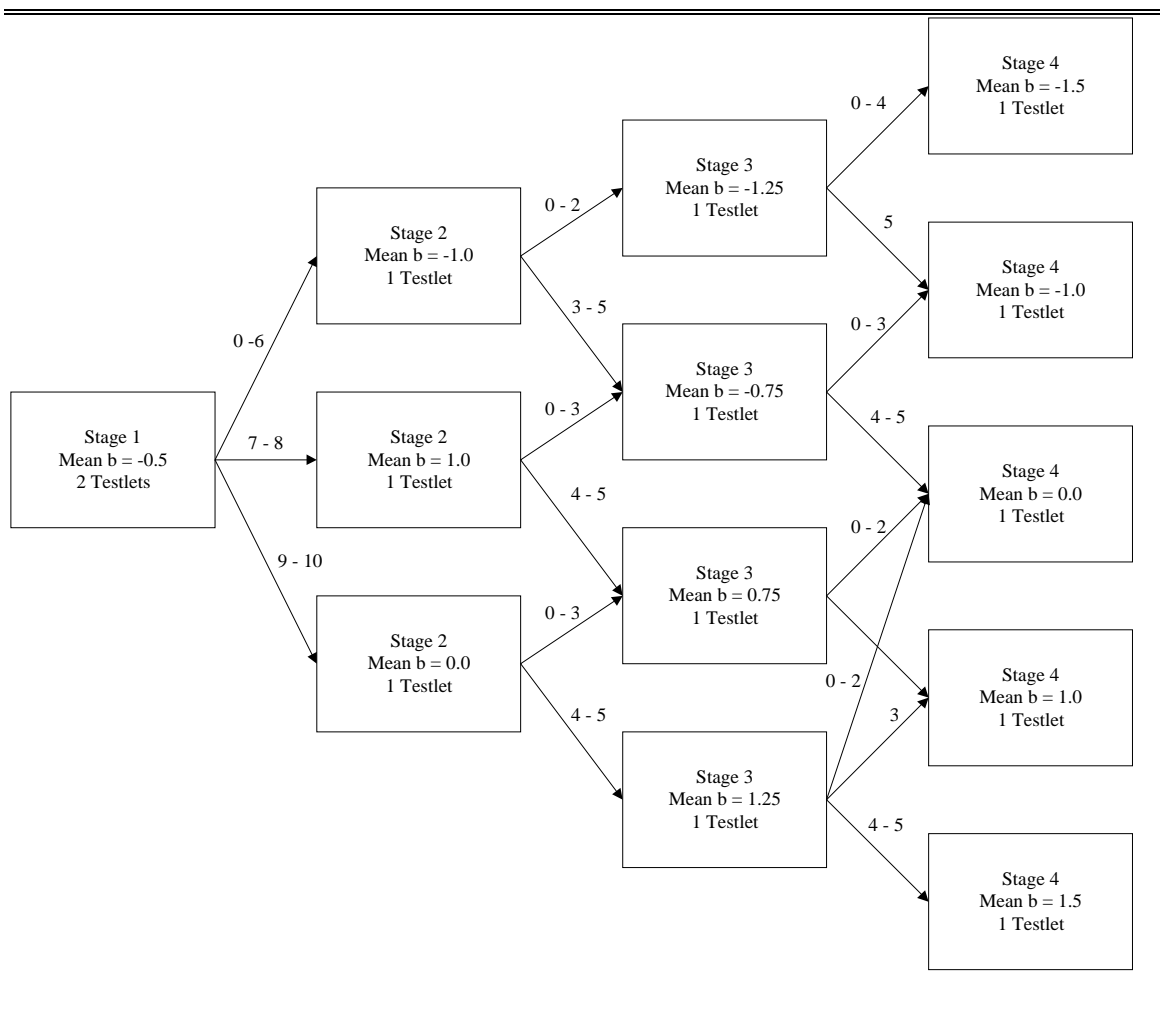 Stage 1
Mean b = -0.5
2 Testlets
0 -6
7 - 8
9 - 10
Stage 2
Mean b = -1.0
1 Testlet
Stage 2
Mean b = 1.0
1 Testlet
Stage 2
Mean b = 0.0
1 Testlet
0 - 2
3 - 5
0 - 3
4 - 5
0 - 3
4 - 5
Stage 3
Mean b = -1.25
1 Testlet
Stage 3
Mean b = -0.75
1 Testlet
Stage 3
Mean b = 0.75
1 Testlet
Stage 3
Mean b = 1.25
1 Testlet
0 - 4
5
0 - 3
4 - 5
0 - 2
0 - 2
3
4 - 5
Stage 4
Mean b = -1.5
1 Testlet
Stage 4
Mean b = -1.0
1 Testlet
Stage 4
Mean b = 0.0
1 Testlet
Stage 4
Mean b = 1.0
1 Testlet
Stage 4
Mean b = 1.5
1 Testlet